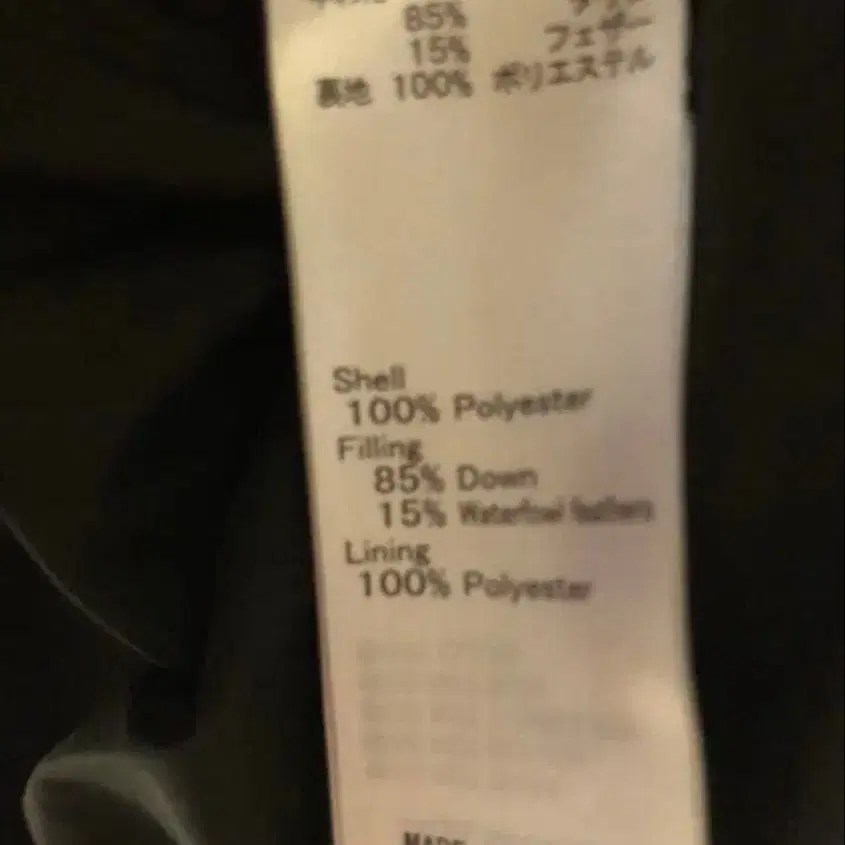 85%
15% フェザー
裏地 100% ポリエステル
Shell
100% Polyester
Filling
85% Down
15% Waterfowl feathers
Lining
100% Polyester
MADE